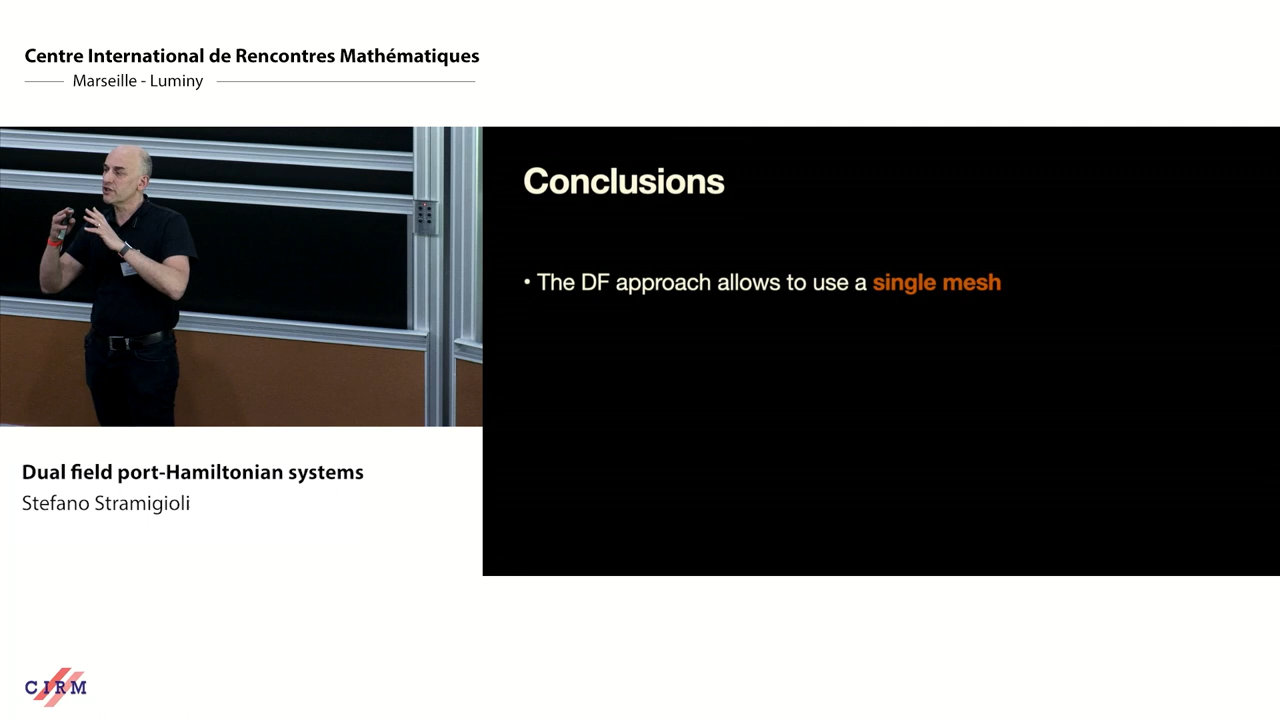 Centre International de Rencontres Mathématiques
Marseille - Luminy
Conclusions
• The DF approach allows to use a single mesh
Dual field port-Hamiltonian systems
Stefano Stramigioli
CIRM